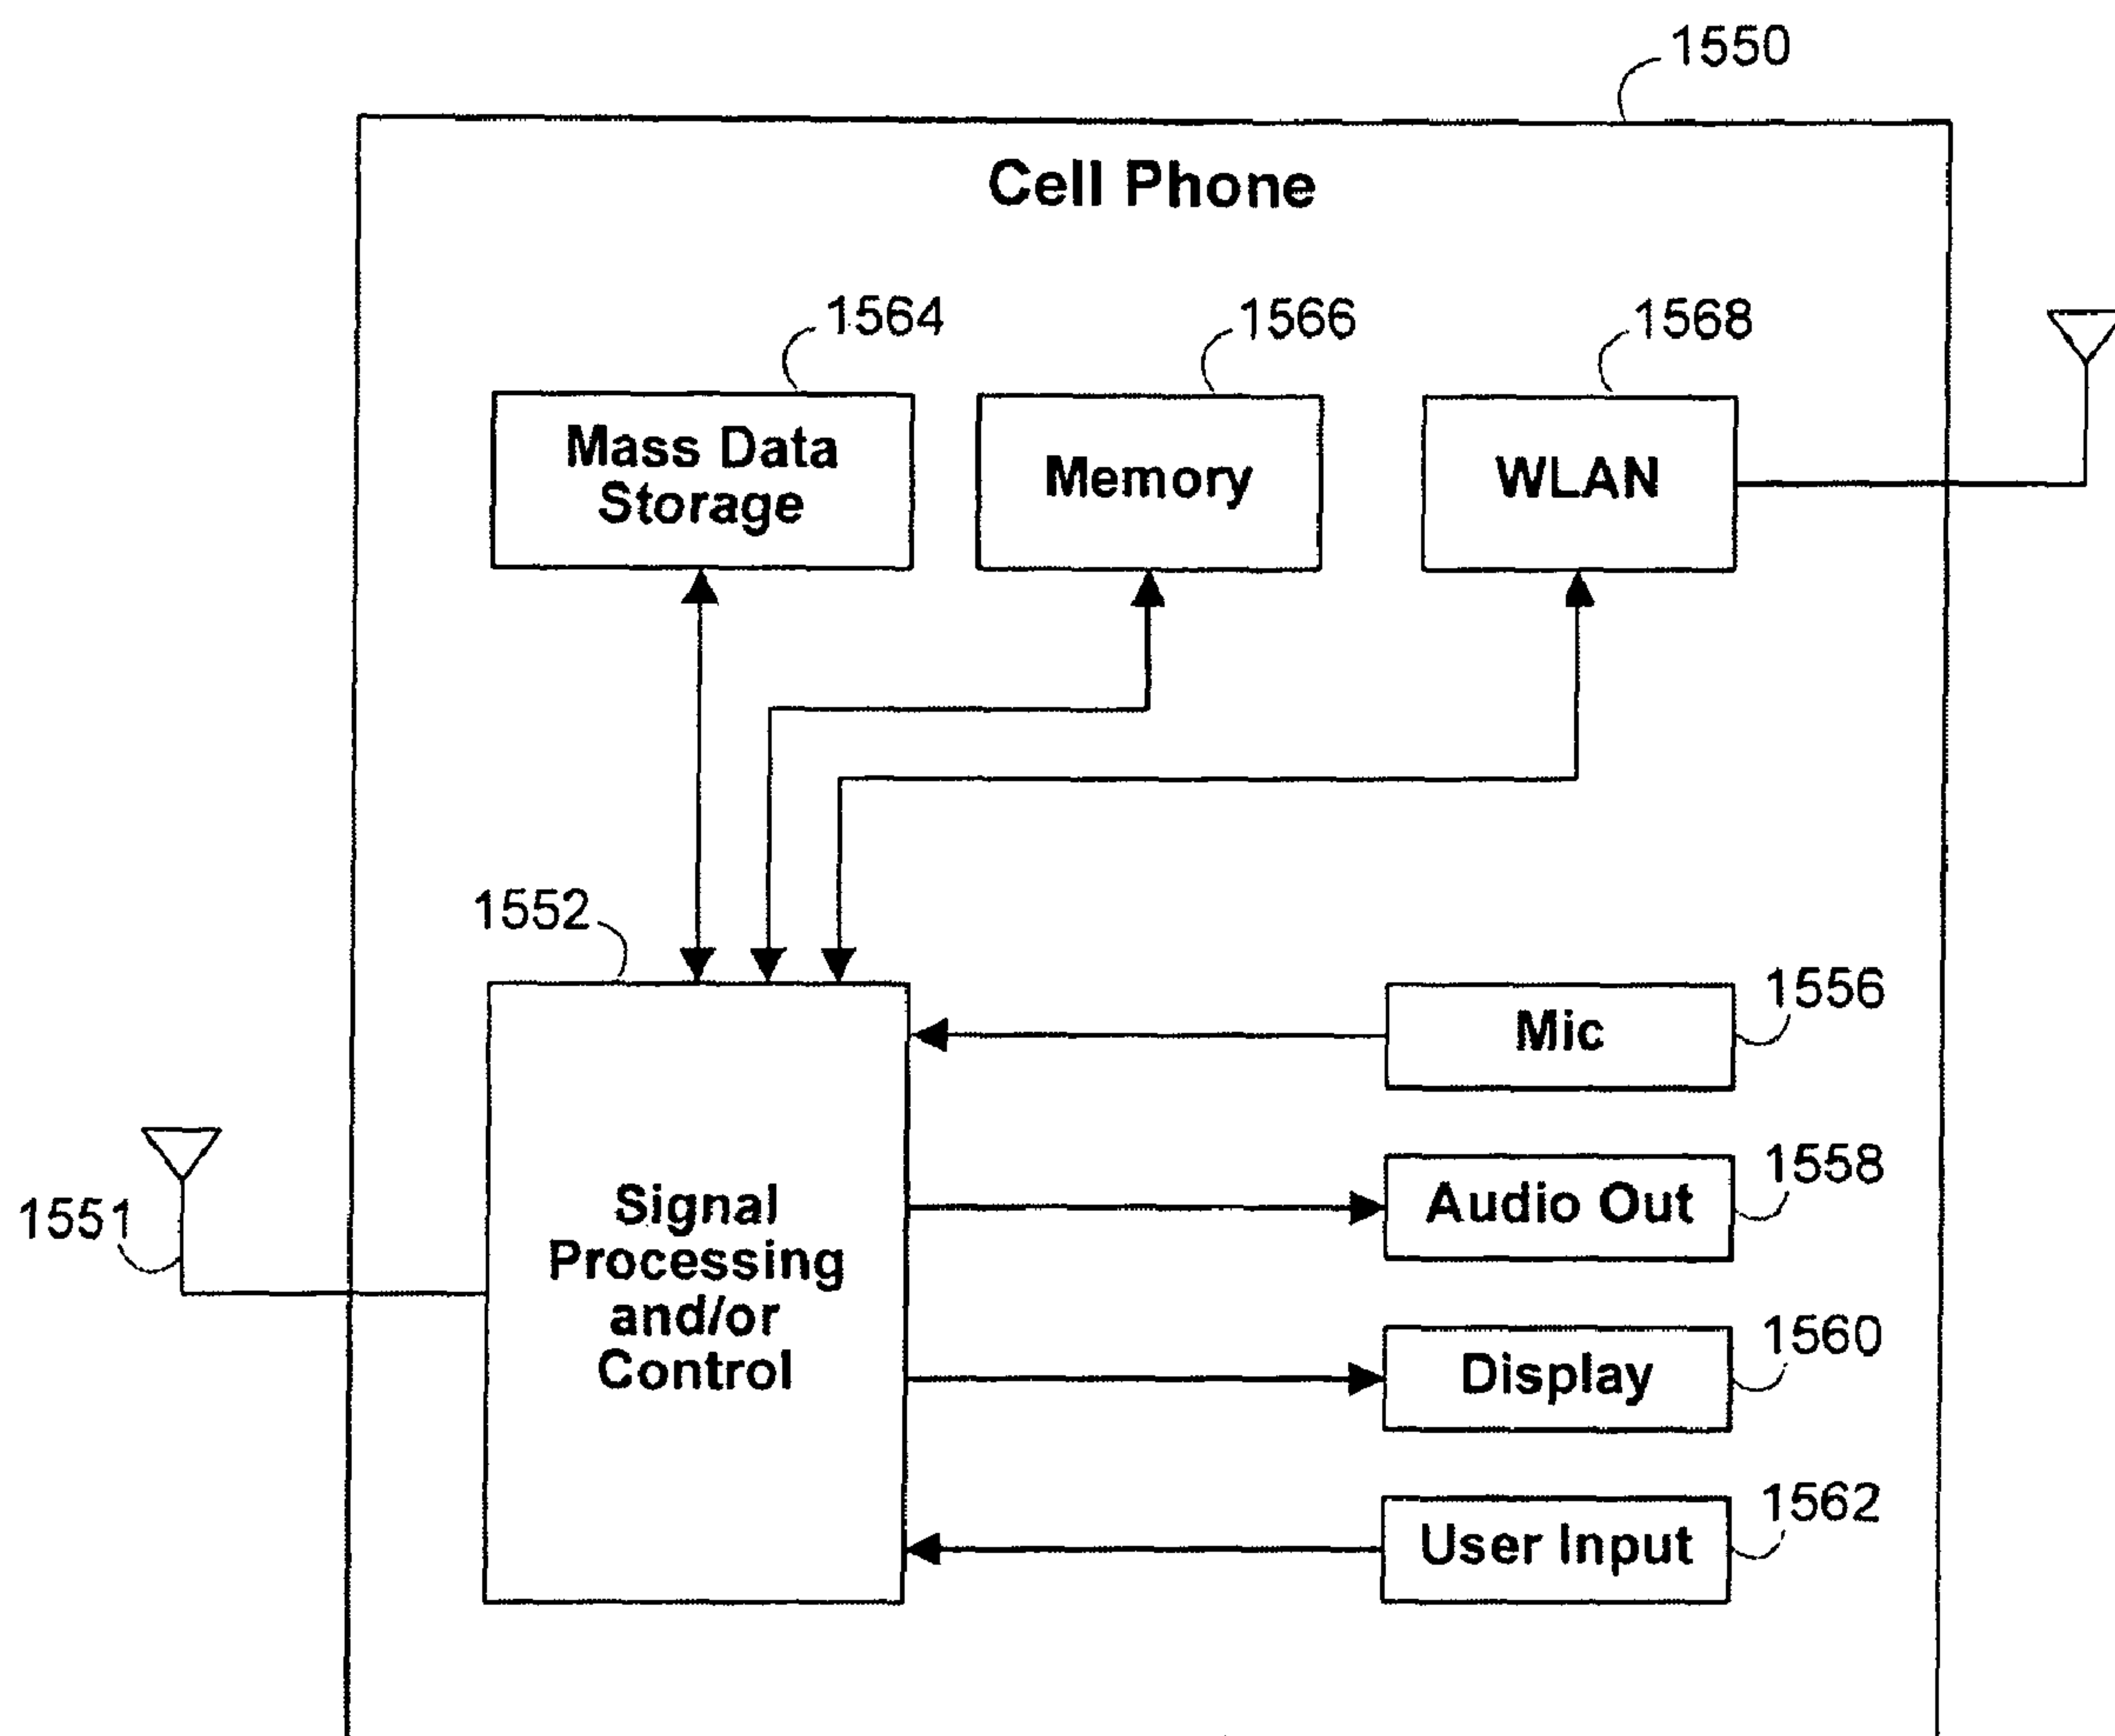 1550
Cell Phone
1564
1566
1568
Mass Data
Storage
Memory
WLAN
1552
Mic
1556
Signal
Processing
and/or
Control
1551
Audio Out
1558
Display
1560
User Input
1562